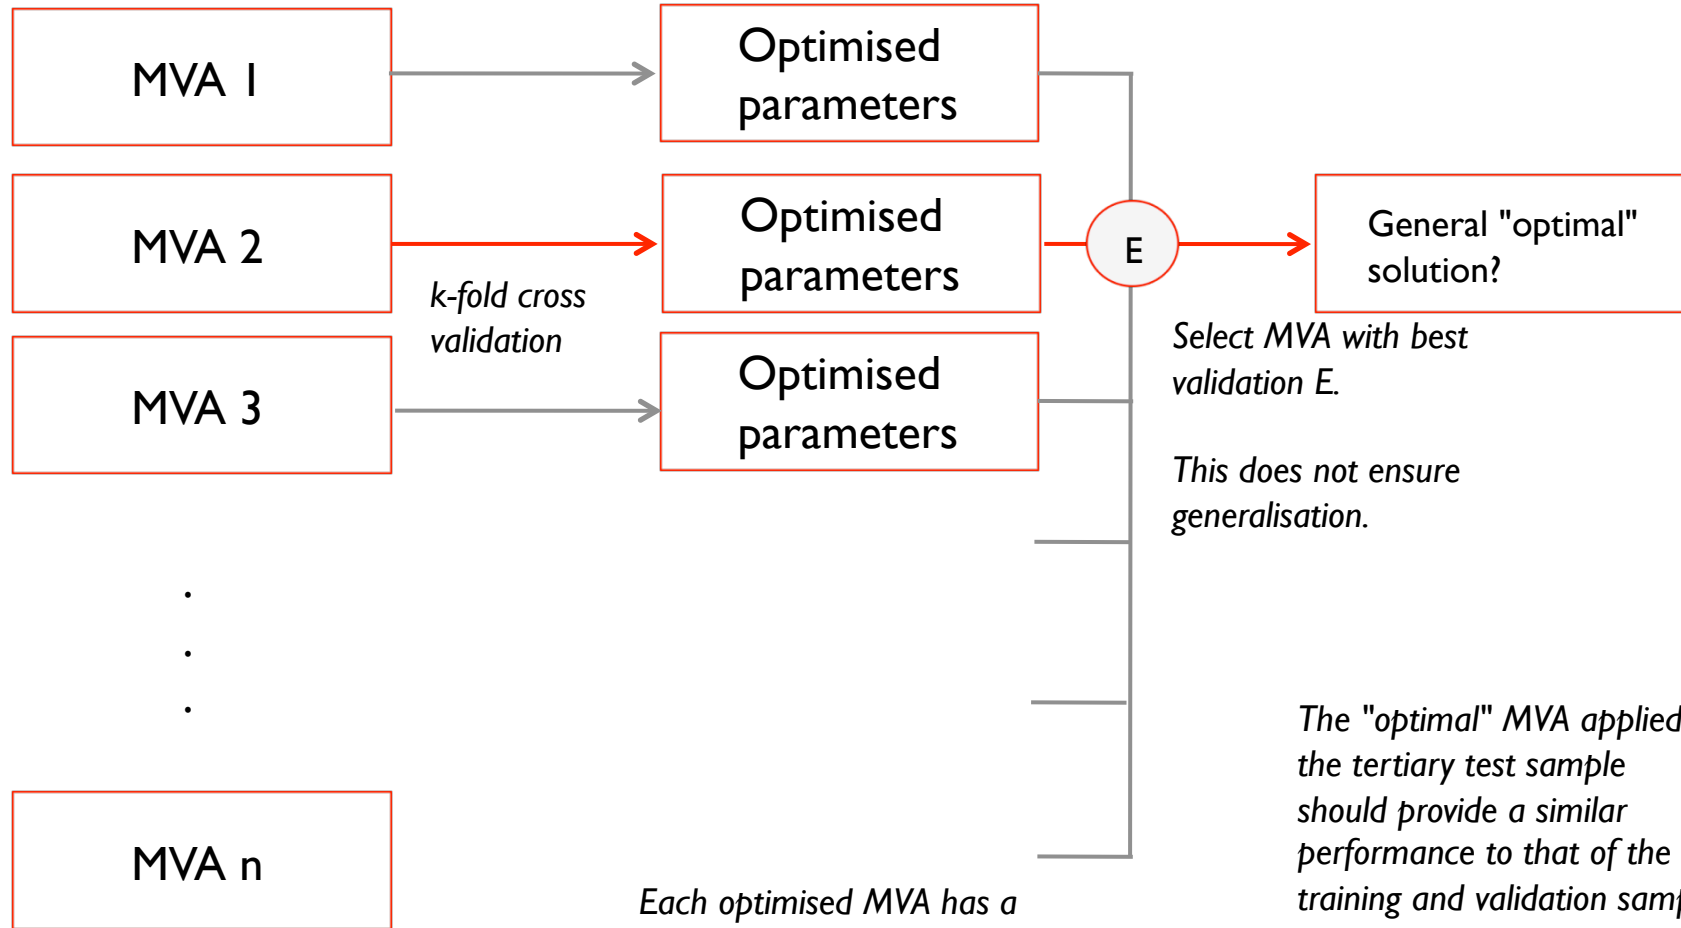 MVA 1
Optimised
parameters
MVA 2
Optimised
parameters
E
General "optimal"
solution?
k-fold cross
validation
MVA 3
Optimised
parameters
Select MVA with best
validation E.
This does not ensure
generalisation.
.
.
.
MVA n
Each optimised MVA has a
The "optimal" MVA applied
the tertiary test sample
should provide a similar
performance to that of the
training and validation